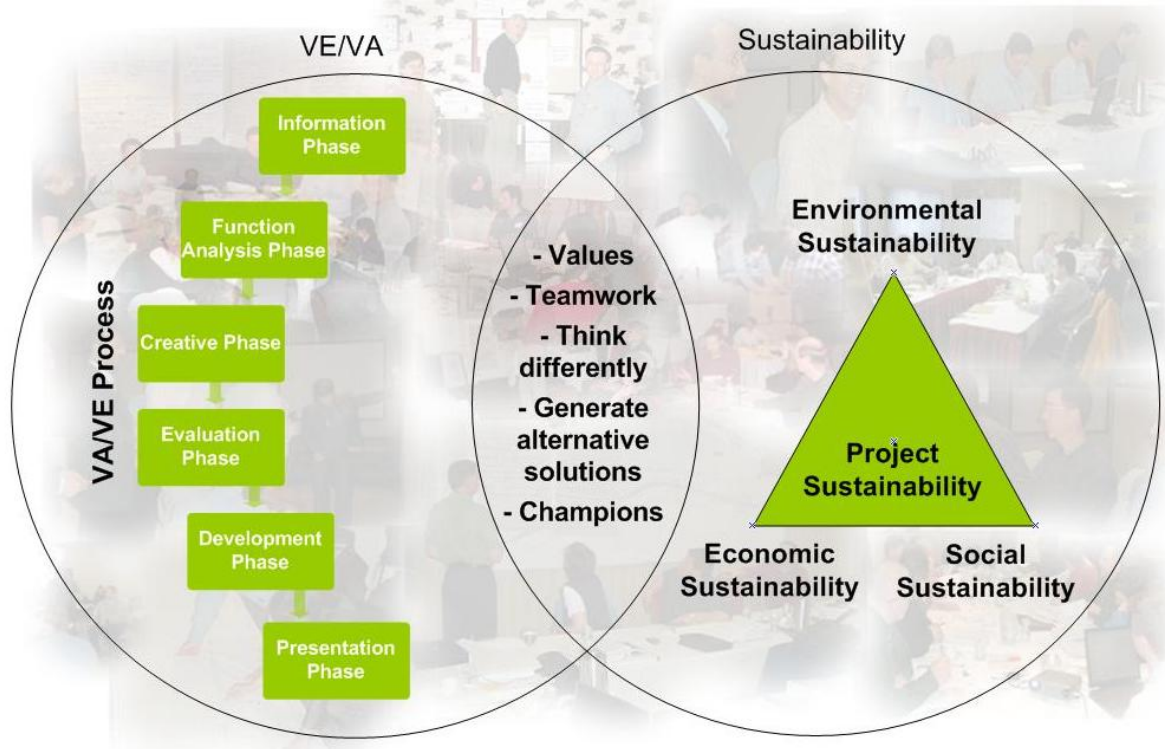 VE/VA
Sustainability
Information
Phase
Function
Analysis Phase
Creative Phase
Evaluation
Phase
Development
Phase
Presentation
Phase
VA/VE Process
- Values
- Teamwork
- Think
differently
- Generate
alternative
solutions
- Champions
Environmental
Sustainability
Project
Sustainability
Economic
Sustainability
Social
Sustainability